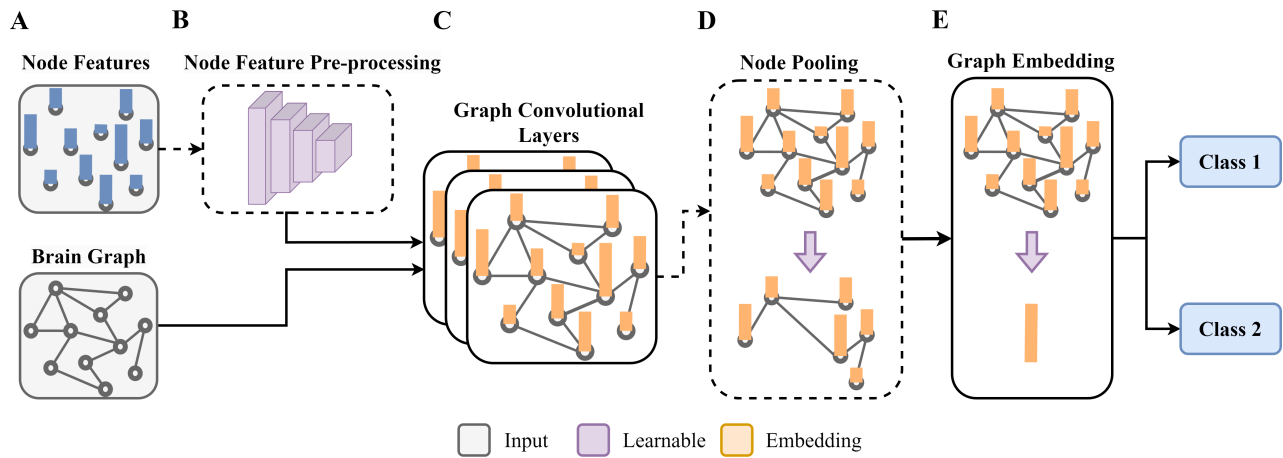 A
B
C
D
E
Node Features
Node Feature Pre-processing
Graph Convolutional
Layers
Node Pooling
Graph Embedding
Class 1
Brain Graph
Class 2
Input
Learnable
Embedding